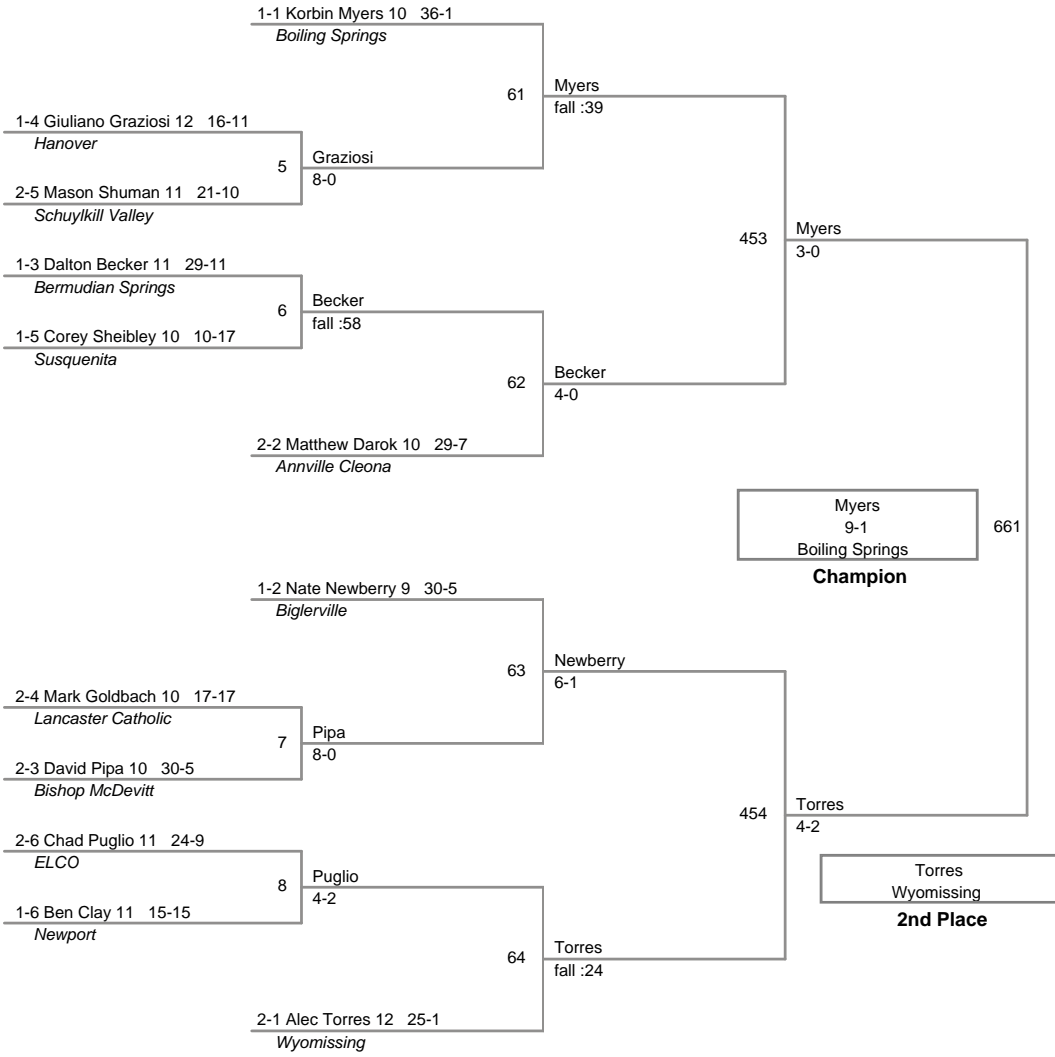 1-1 Korbin Myers 10 36-1
Boiling Springs
61
Myers
fall :39
1-4 Giuliano Graziosi 12 16-11
Hanover
5
Graziosi
8-0
2-5 Mason Shuman 11 21-10
Schuylkill Valley
453
Myers
3-0
1-3 Dalton Becker 11 29-11
Bermudian Springs
6
Becker
fall :58
1-5 Corey Sheibley 10 10-17
Susquenita
62
Becker
4-0
2-2 Matthew Darok 10 29-7
Annville Cleona
Myers
9-1
Boiling Springs
Champion
661
1-2 Nate Newberry 9 30-5
Biglerville
63
Newberry
6-1
2-4 Mark Goldbach 10 17-17
Lancaster Catholic
7
Pipa
8-0
2-3 David Pipa 10 30-5
Bishop McDevitt
454
Torres
4-2
2-6 Chad Puglio 11 24-9
ELCO
8
Puglio
4-2
1-6 Ben Clay 11 15-15
Newport
Torres
Wyomissing
2nd Place
64
Torres
fall :24
2-1 Alec Torres 12 25-1
Wyomissing